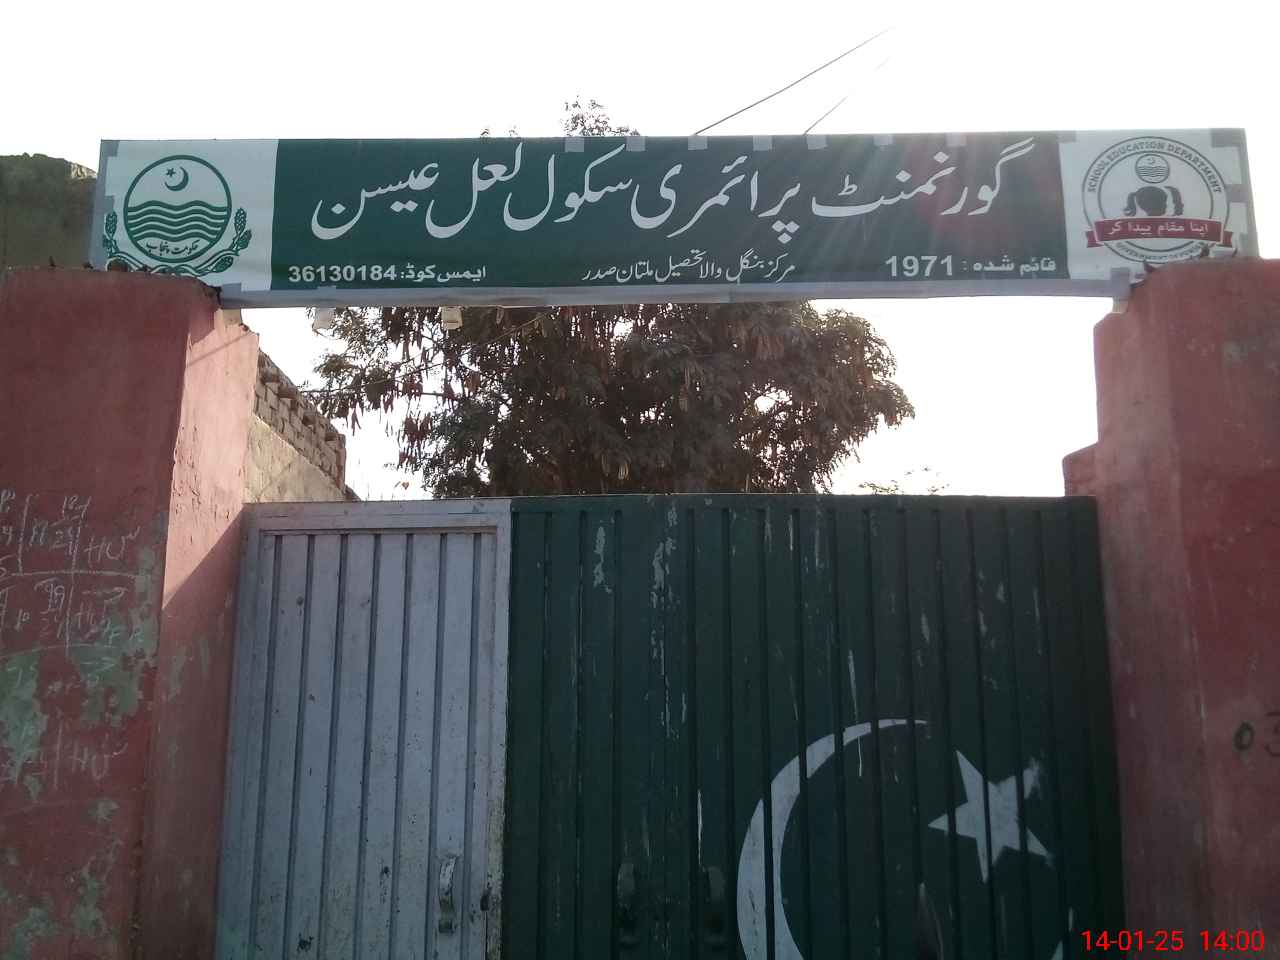 گورنمنٹ پرائمری سکول لعل عیسن
قائم شدہ : 1971
مرکز بنگل والا تحصیل ملتان صدر
ایمس کوڈ: 36130184
حکومت پنجاب
SCHOOL EDUCATION DEPARTMENT
اپنا مقام پیدا کر
14-01-25 14:00